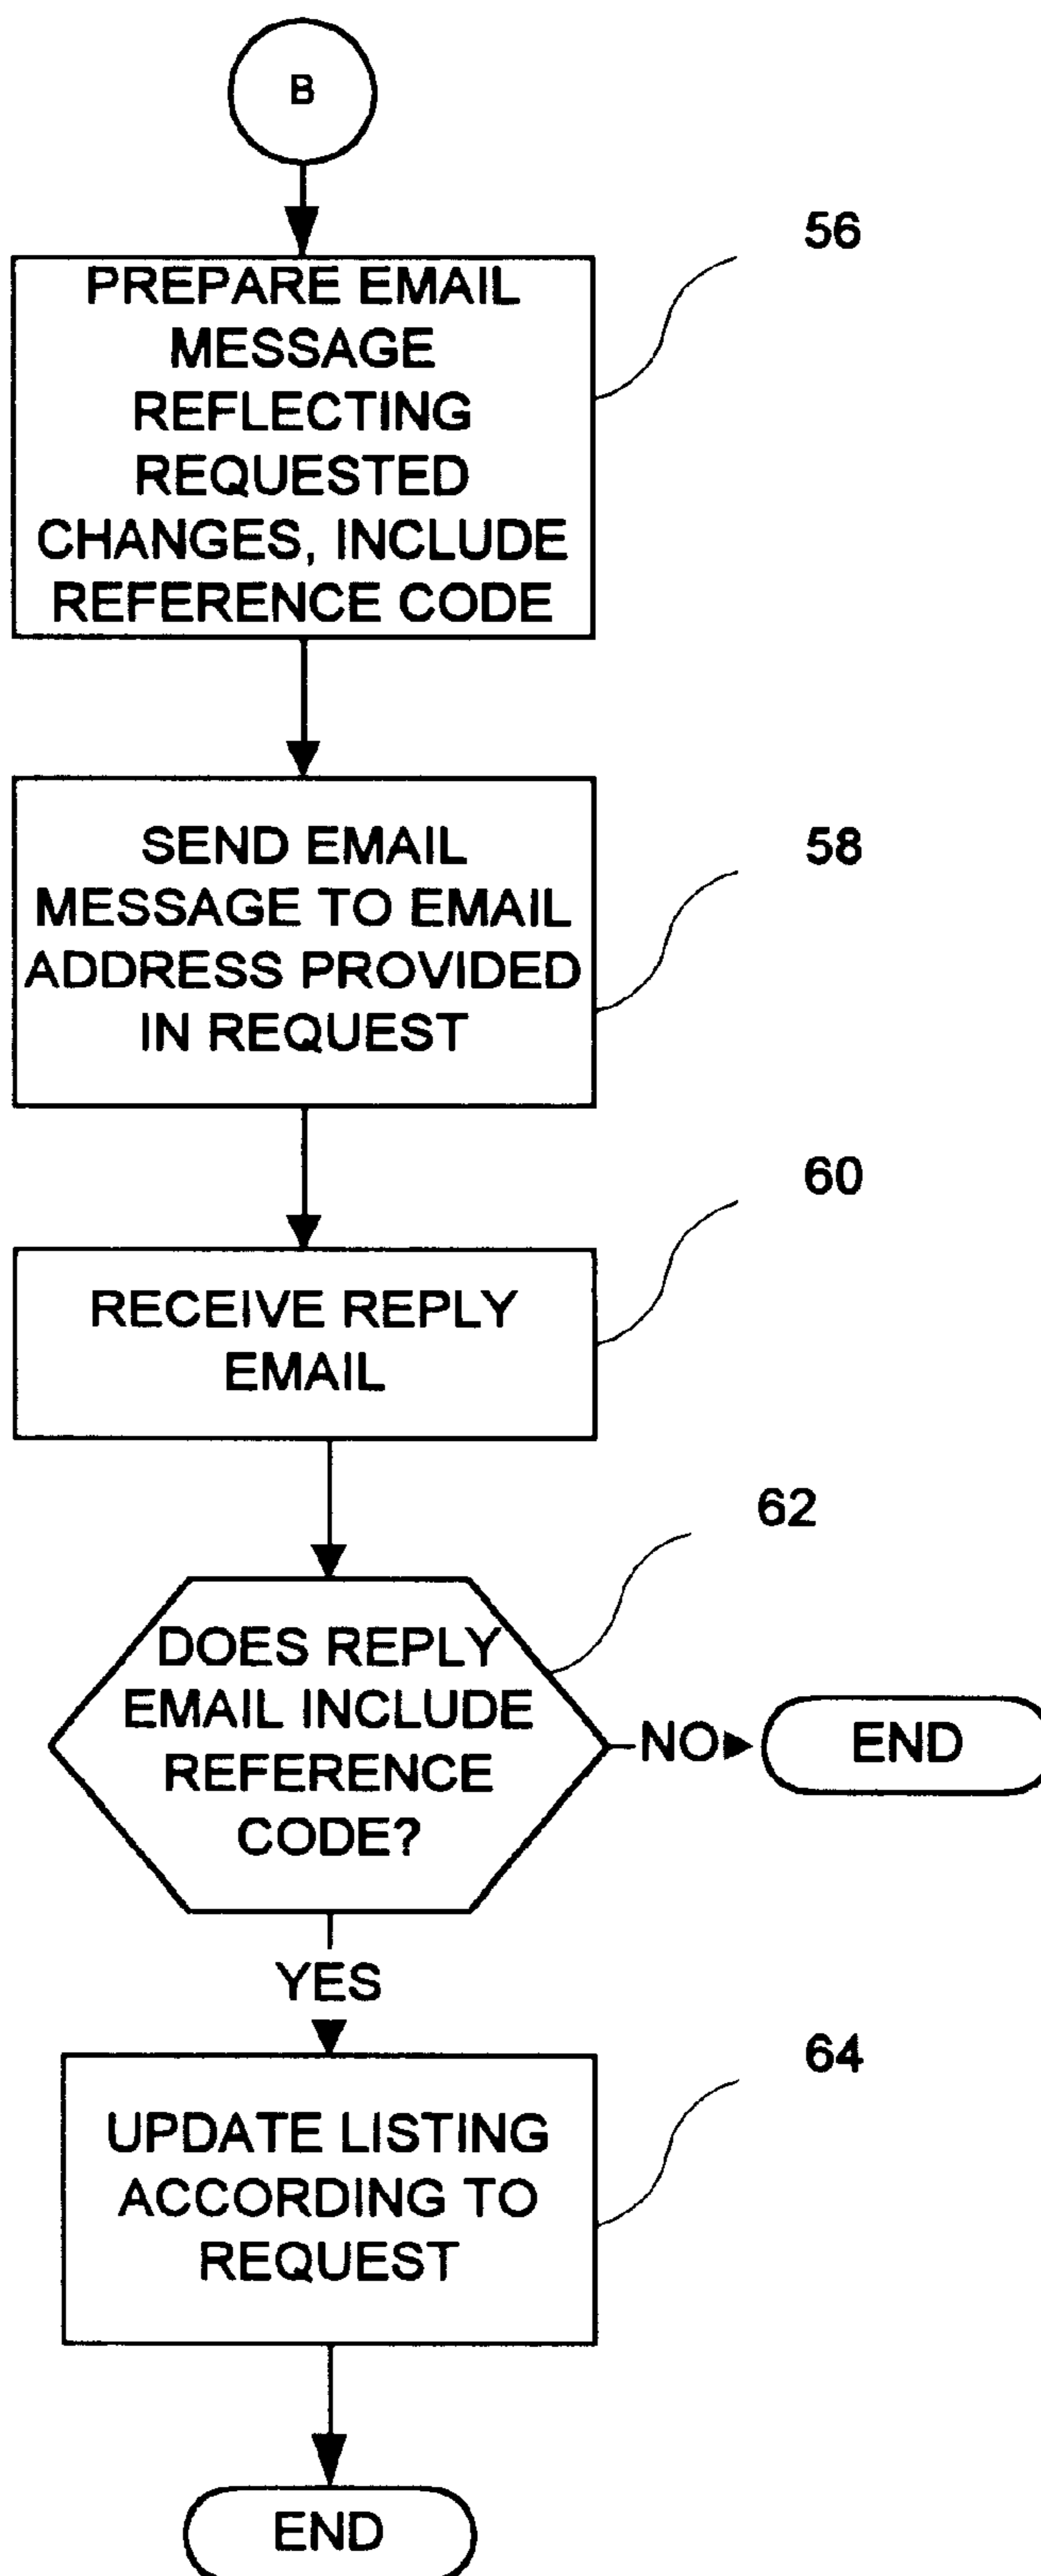 B
56
PREPARE EMAIL
MESSAGE
REFLECTING
REQUESTED
CHANGES, INCLUDE
REFERENCE CODE
58
SEND EMAIL
MESSAGE TO EMAIL
ADDRESS PROVIDED
IN REQUEST
60
RECEIVE REPLY
EMAIL
62
DOES REPLY
EMAIL INCLUDE
REFERENCE
CODE?
NO
END
YES
64
UPDATE LISTING
ACCORDING TO
REQUEST
END